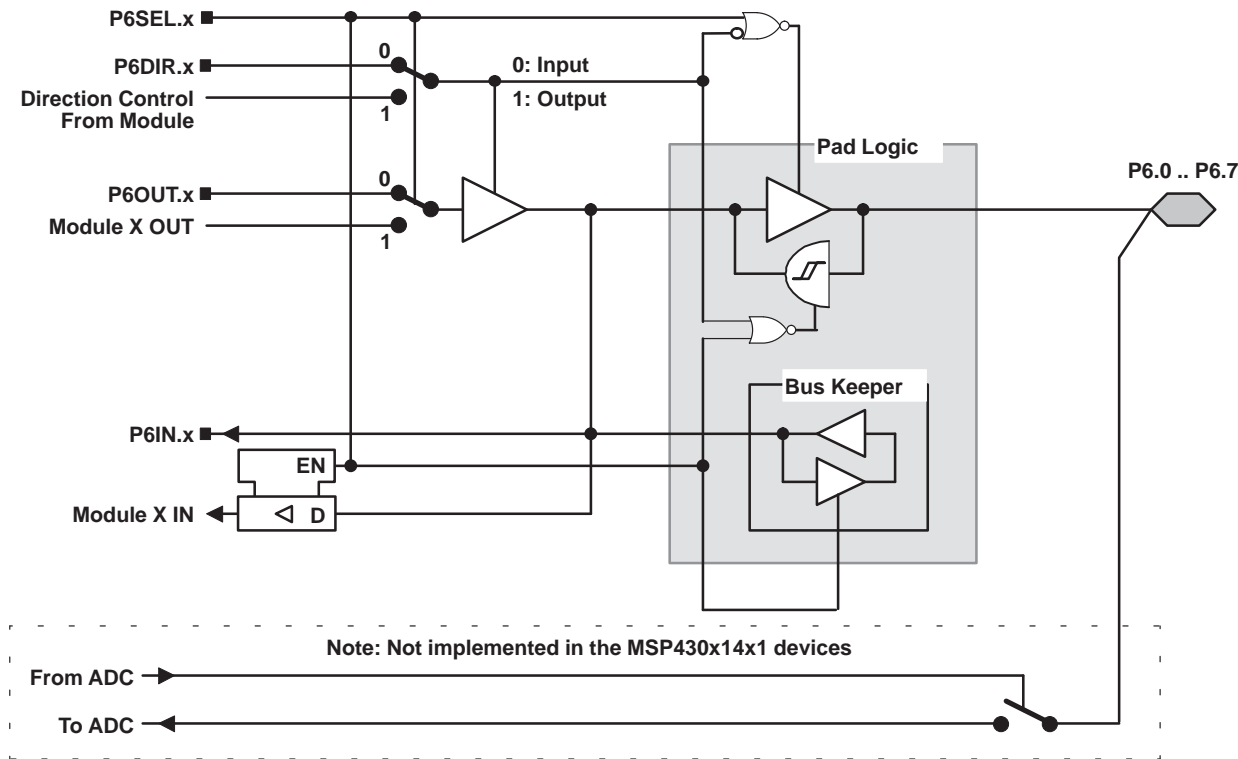 P6SEL.x
P6DIR.x
0
0: Input
Direction Control
From Module
1
1: Output
Pad Logic
P6.0 .. P6.7
P6OUT.x
0
Module X OUT
1
Bus Keeper
P6IN.x
EN
Module X IN
D
Note: Not implemented in the MSP430x14x1 devices
From ADC
To ADC